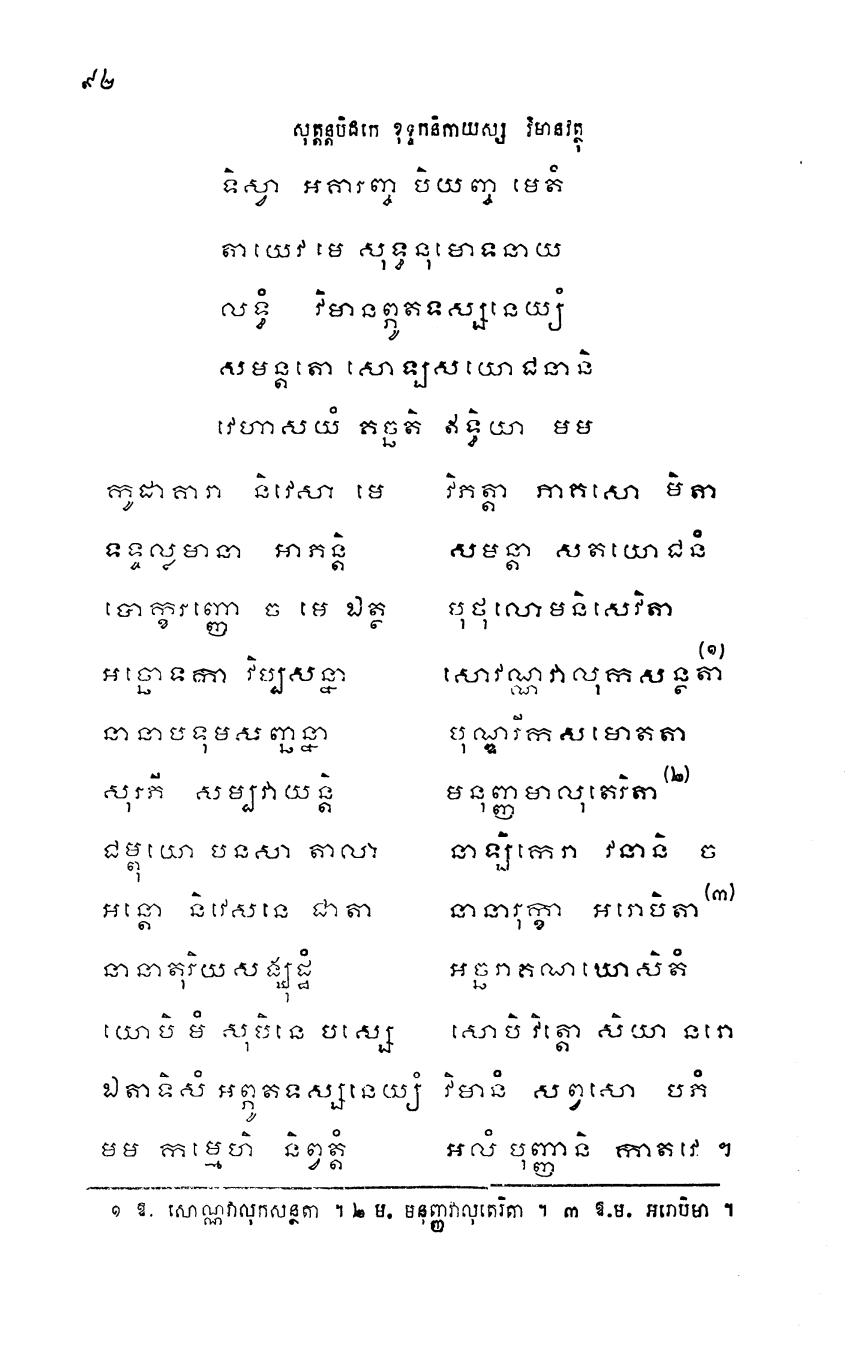 ៩២
សុត្តន្តបិដកេ ខុទ្ទកនិកាយស្ស វិមានវត្ថុ
ទិស្វា អគារញ្ច បិយញ្ច មេតំ
តាយេវ មេ សុទ្ធនុមោទនាយ
លទ្ធំ វិមានព្ភូតទស្សនេយ្យំ
សមន្តតោ សោឡសយោជនានិ
វេហាសយំ គច្ឆតិ ឥទ្ធិយា មម
កូដាគារា និវេសា មេ វិភត្តា ភាគសោ មិតា
ទទ្ទល្លមានា អាភន្តិ សមន្តា សតយោជនំ
បោក្ខរញ្ញោ ច មេ ឯត្ថ បុថុលោមនិសេវិតា
អច្ឆោទកា វិប្បសន្នា សោវណ្ណវាលុកសន្ថតា (១)
នានាបទុមសញ្ឆន្នា បុណ្ឌរីកសមោតតា
សុរភី សម្បវាយន្តិ មនុញ្ញមាលុតេរិតា (២)
ជម្ពុយោ បនសា តាលា នាឡិកេរា វនានិ ច
អន្តោ និវេសនេ ជាតា នានារុក្ខា អរោបិតា (៣)
នានាតុរិយសង្ឃុដ្ឋំ អច្ឆរាគណឃោសិតំ
យោបិ មំ សុបិនេ បស្សេ សោបិ វិត្តោ សិយា នរោ
ឯតាទិសំ អព្ភូតទស្សនេយ្យំ វិមានំ សព្វសោ បភំ
មម កម្មេហិ និព្វត្តំ អលំ បុញ្ញានិ កាតវេ ។
១ ឱ. សោណ្ណវាលុកសន្ថតា ។ ២ ម. មនុញ្ញវាលុតេរិតា ។ ៣ ឱ.ម. អរោបិមា ។